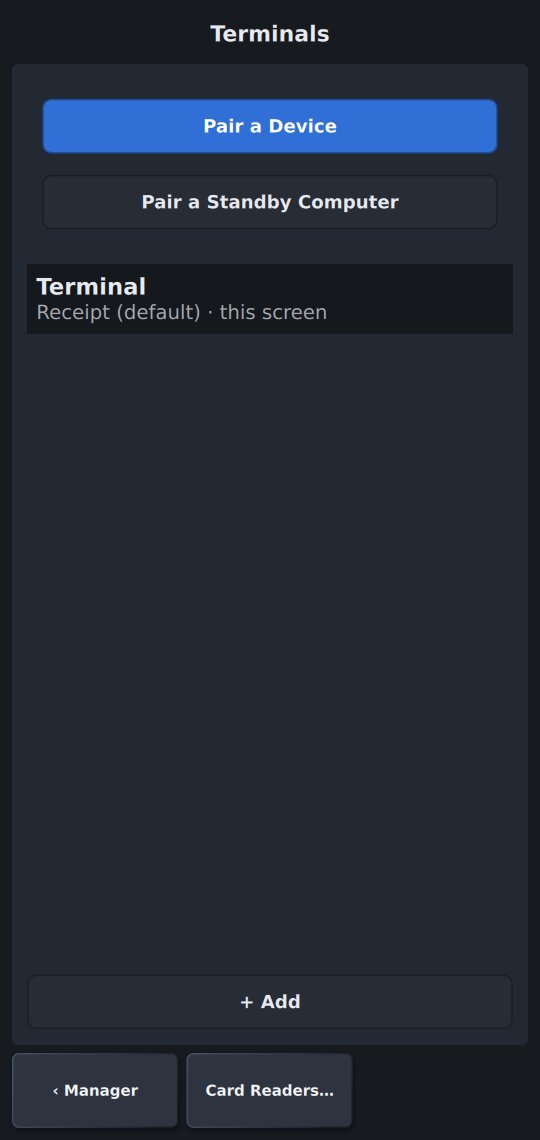 Terminals
Pair a Device
Pair a Standby Computer
Terminal
Receipt (default) · this screen
+ Add
‹ Manager
Card Readers…